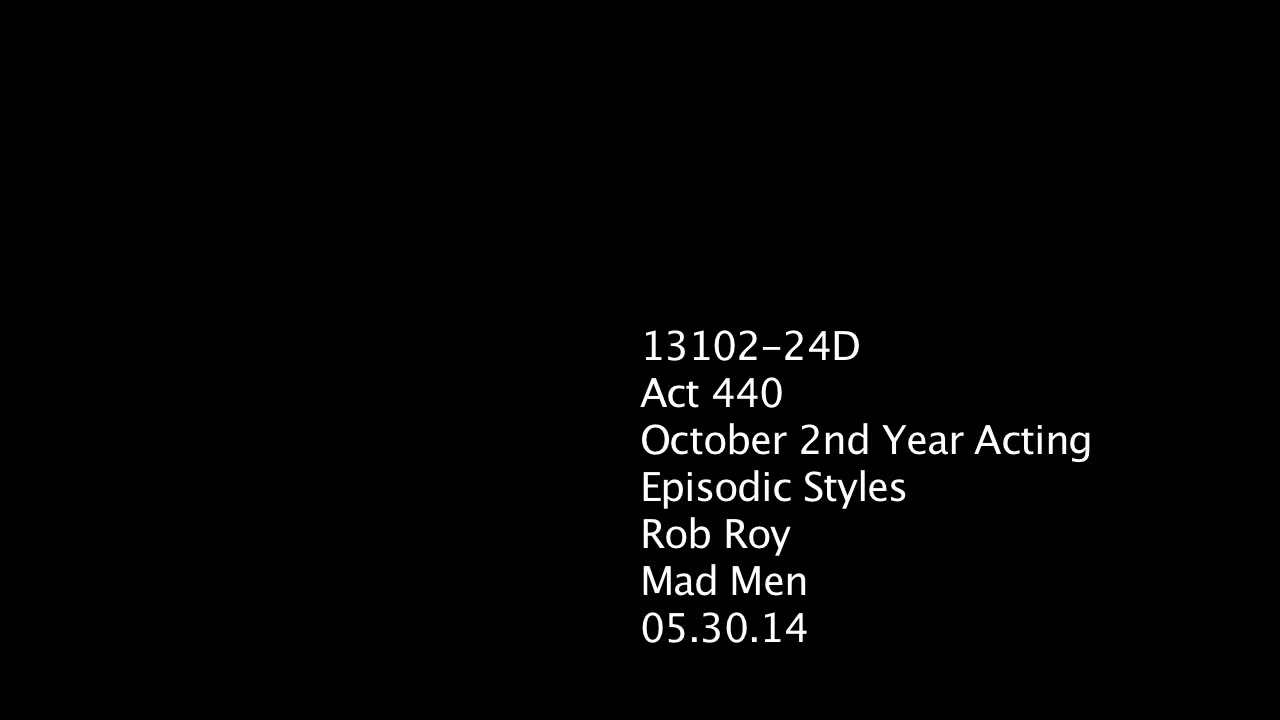 13102-24D
Act 440
October 2nd Year Acting
Episodic Styles
Rob Roy
Mad Men
05.30.14